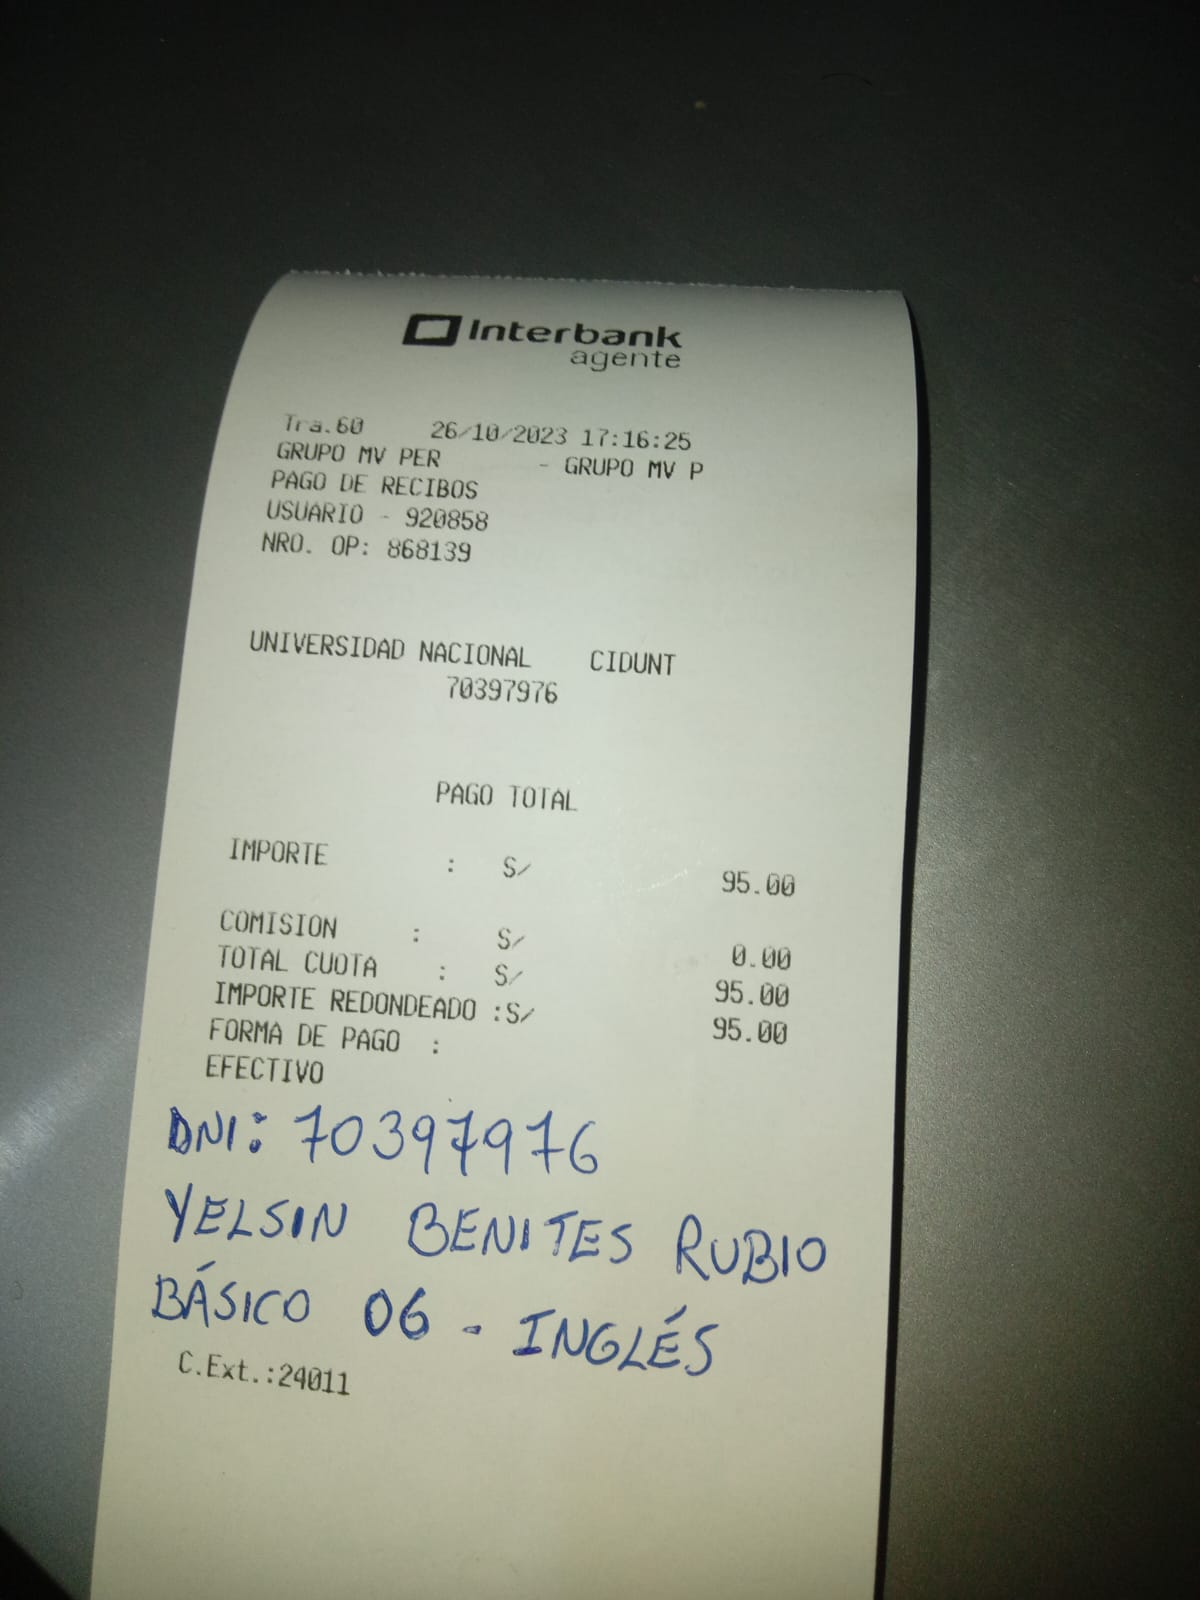 Interbank
agente
Tra.60 26/10/2023 17:16:25
GRUPO MV PER - GRUPO MV P
PAGO DE RECIBOS
USUARIO - 920858
NRO. OP: 868139
UNIVERSIDAD NACIONAL CIDUNT
70397976
PAGO TOTAL
IMPORTE : S/ 95.00
COMISION : S/ 0.00
TOTAL CUOTA : S/ 95.00
IMPORTE REDONDEADO :S/ 95.00
FORMA DE PAGO :
EFECTIVO
DNI: 70397976
YELSIN BENITES RUBIO
BÁSICO 06 - INGLÉS
C.Ext.:24011